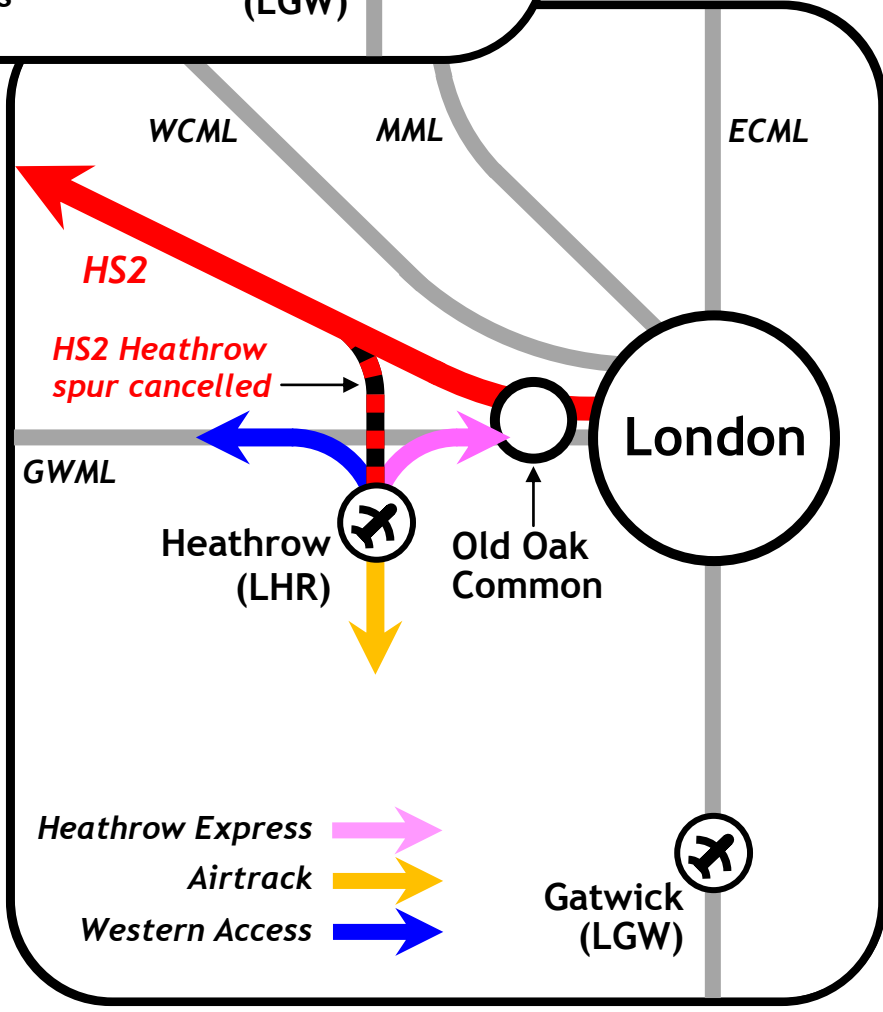 (LGW)
WCML
MML
ECML
HS2
HS2 Heathrow
spur cancelled
London
GWML
Heathrow
(LHR)
Old Oak
Common
Heathrow Express
Airtrack
Western Access
Gatwick
(LGW)